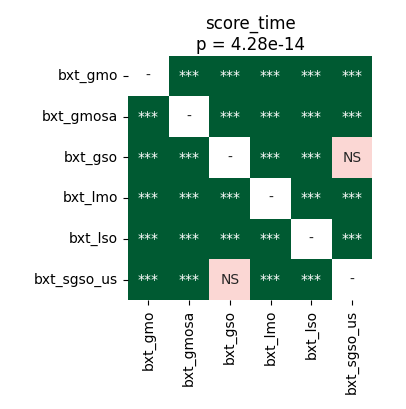 score_time
p = 4.28e-14
bxt_gmo - *** *** *** *** ***
bxt_gmosa *** - *** *** *** ***
bxt_gso *** *** - *** *** NS
bxt_lmo *** *** *** - *** ***
bxt_lso *** *** *** *** - ***
bxt_sgso_us *** *** NS *** *** -
bxt_gmo
bxt_gmosa
bxt_gso
bxt_lmo
bxt_lso
bxt_sgso_us